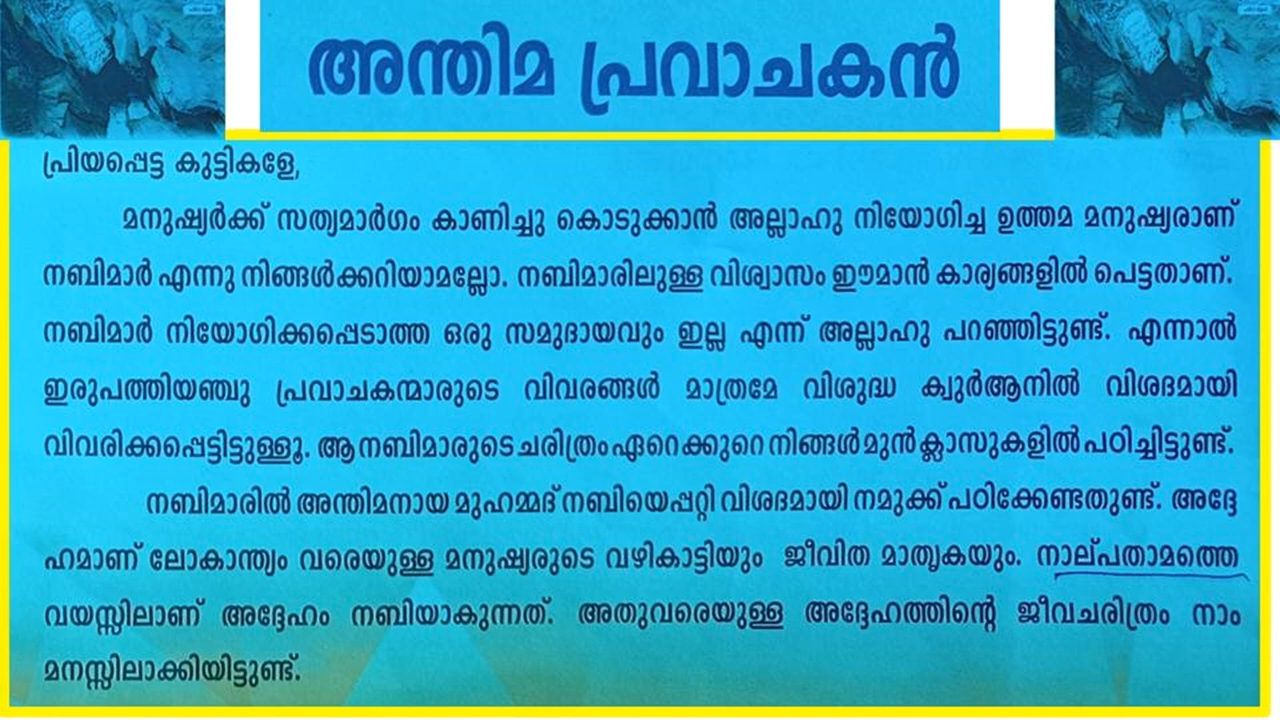 അന്തിമ പ്രവാചകൻ
പ്രിയപ്പെട്ട കുട്ടികളേ,
മനുഷ്യർക്ക് സത്യമാർഗം കാണിച്ചു കൊടുക്കാൻ അല്ലാഹു നിയോഗിച്ച ഉത്തമ മനുഷ്യരാണ്
നബിമാർ എന്നു നിങ്ങൾക്കറിയാമല്ലോ. നബിമാരിലുള്ള വിശ്വാസം ഈമാൻ കാര്യങ്ങളിൽ പെട്ടതാണ്.
നബിമാർ നിയോഗിക്കപ്പെടാത്ത ഒരു സമുദായവും ഇല്ല എന്ന് അല്ലാഹു പറഞ്ഞിട്ടുണ്ട്. എന്നാൽ
ഇരുപത്തിയഞ്ചു പ്രവാചകന്മാരുടെ വിവരങ്ങൾ മാത്രമേ വിശുദ്ധ ക്വുർആനിൽ വിശദമായി
വിവരിക്കപ്പെട്ടിട്ടുള്ളൂ. ആ നബിമാരുടെ ചരിത്രം ഏറെക്കുറെ നിങ്ങൾ മുൻ ക്ലാസുകളിൽ പഠിച്ചിട്ടുണ്ട്.
നബിമാരിൽ അന്തിമനായ മുഹമ്മദ് നബിയെപ്പറ്റി വിശദമായി നമുക്ക് പഠിക്കേണ്ടതുണ്ട്. അദ്ദേ
ഹമാണ് ലോകാന്ത്യം വരെയുള്ള മനുഷ്യരുടെ വഴികാട്ടിയും ജീവിത മാതൃകയും. നാല്പതാമത്തെ
വയസ്സിലാണ് അദ്ദേഹം നബിയാകുന്നത്. അതുവരെയുള്ള അദ്ദേഹത്തിന്റെ ജീവചരിത്രം നാം
മനസ്സിലാക്കിയിട്ടുണ്ട്.